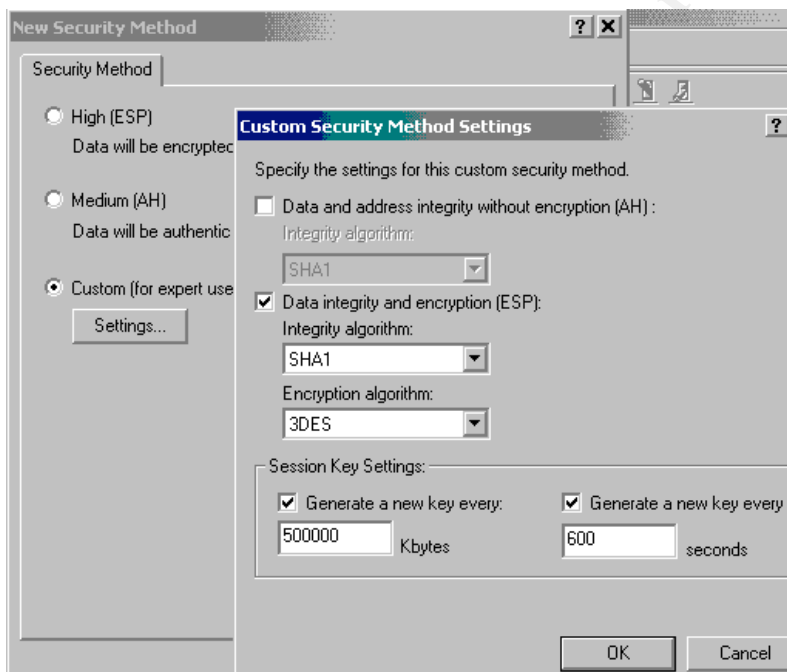 New Security Method
Security Method
High (ESP)
Data will be encrypted
Medium (AH)
Data will be authentic
Custom (for expert use
Settings...
Custom Security Method Settings
Specify the settings for this custom security method.
Data and address integrity without encryption (AH) :
Integrity algorithm:
SHA1
Data integrity and encryption (ESP):
Integrity algorithm:
SHA1
Encryption algorithm:
3DES
Session Key Settings:
Generate a new key every:
500000 Kbytes
Generate a new key every
600 seconds
OK
Cancel